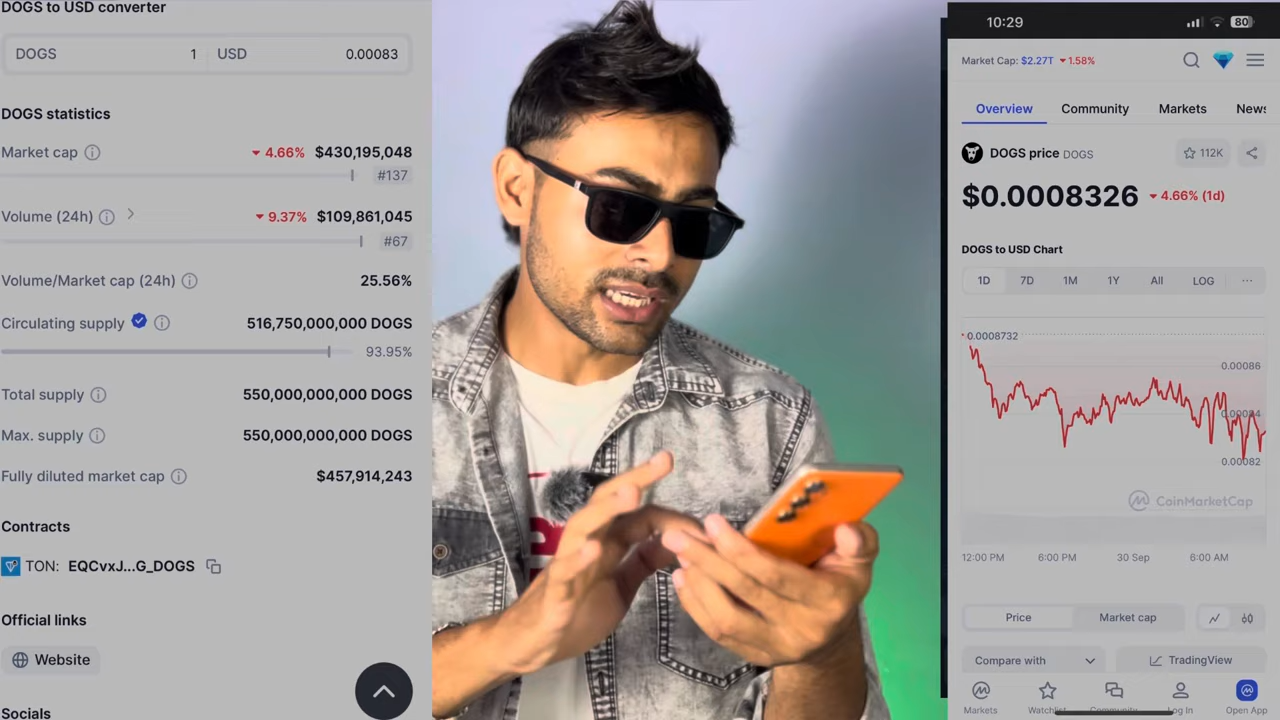 DOGS to USD converter
DOGS 1 USD 0.00083
DOGS statistics
Market cap 4.66% $430,195,048
#137
Volume (24h) 9.37% $109,861,045
#67
Volume/Market cap (24h) 25.56%
Circulating supply 516,750,000,000 DOGS
93.95%
Total supply 550,000,000,000 DOGS
Max. supply 550,000,000,000 DOGS
Fully diluted market cap $457,914,243
Contracts
TON: EQCvxJ...G_DOGS
Official links
Website
Socials
10:29 80
Market Cap: $2.27T 1.58%
Overview Community Markets News
DOGS price DOGS 112K
$0.0008326 4.66% (1d)
DOGS to USD Chart
1D 7D 1M 1Y All LOG ...
0.0008732
0.00086
0.00084
0.00082
CoinMarketCap
12:00 PM 6:00 PM 30 Sep 6:00 AM
Price Market cap
Compare with TradingView
Markets Watchlist Community Log In Open App